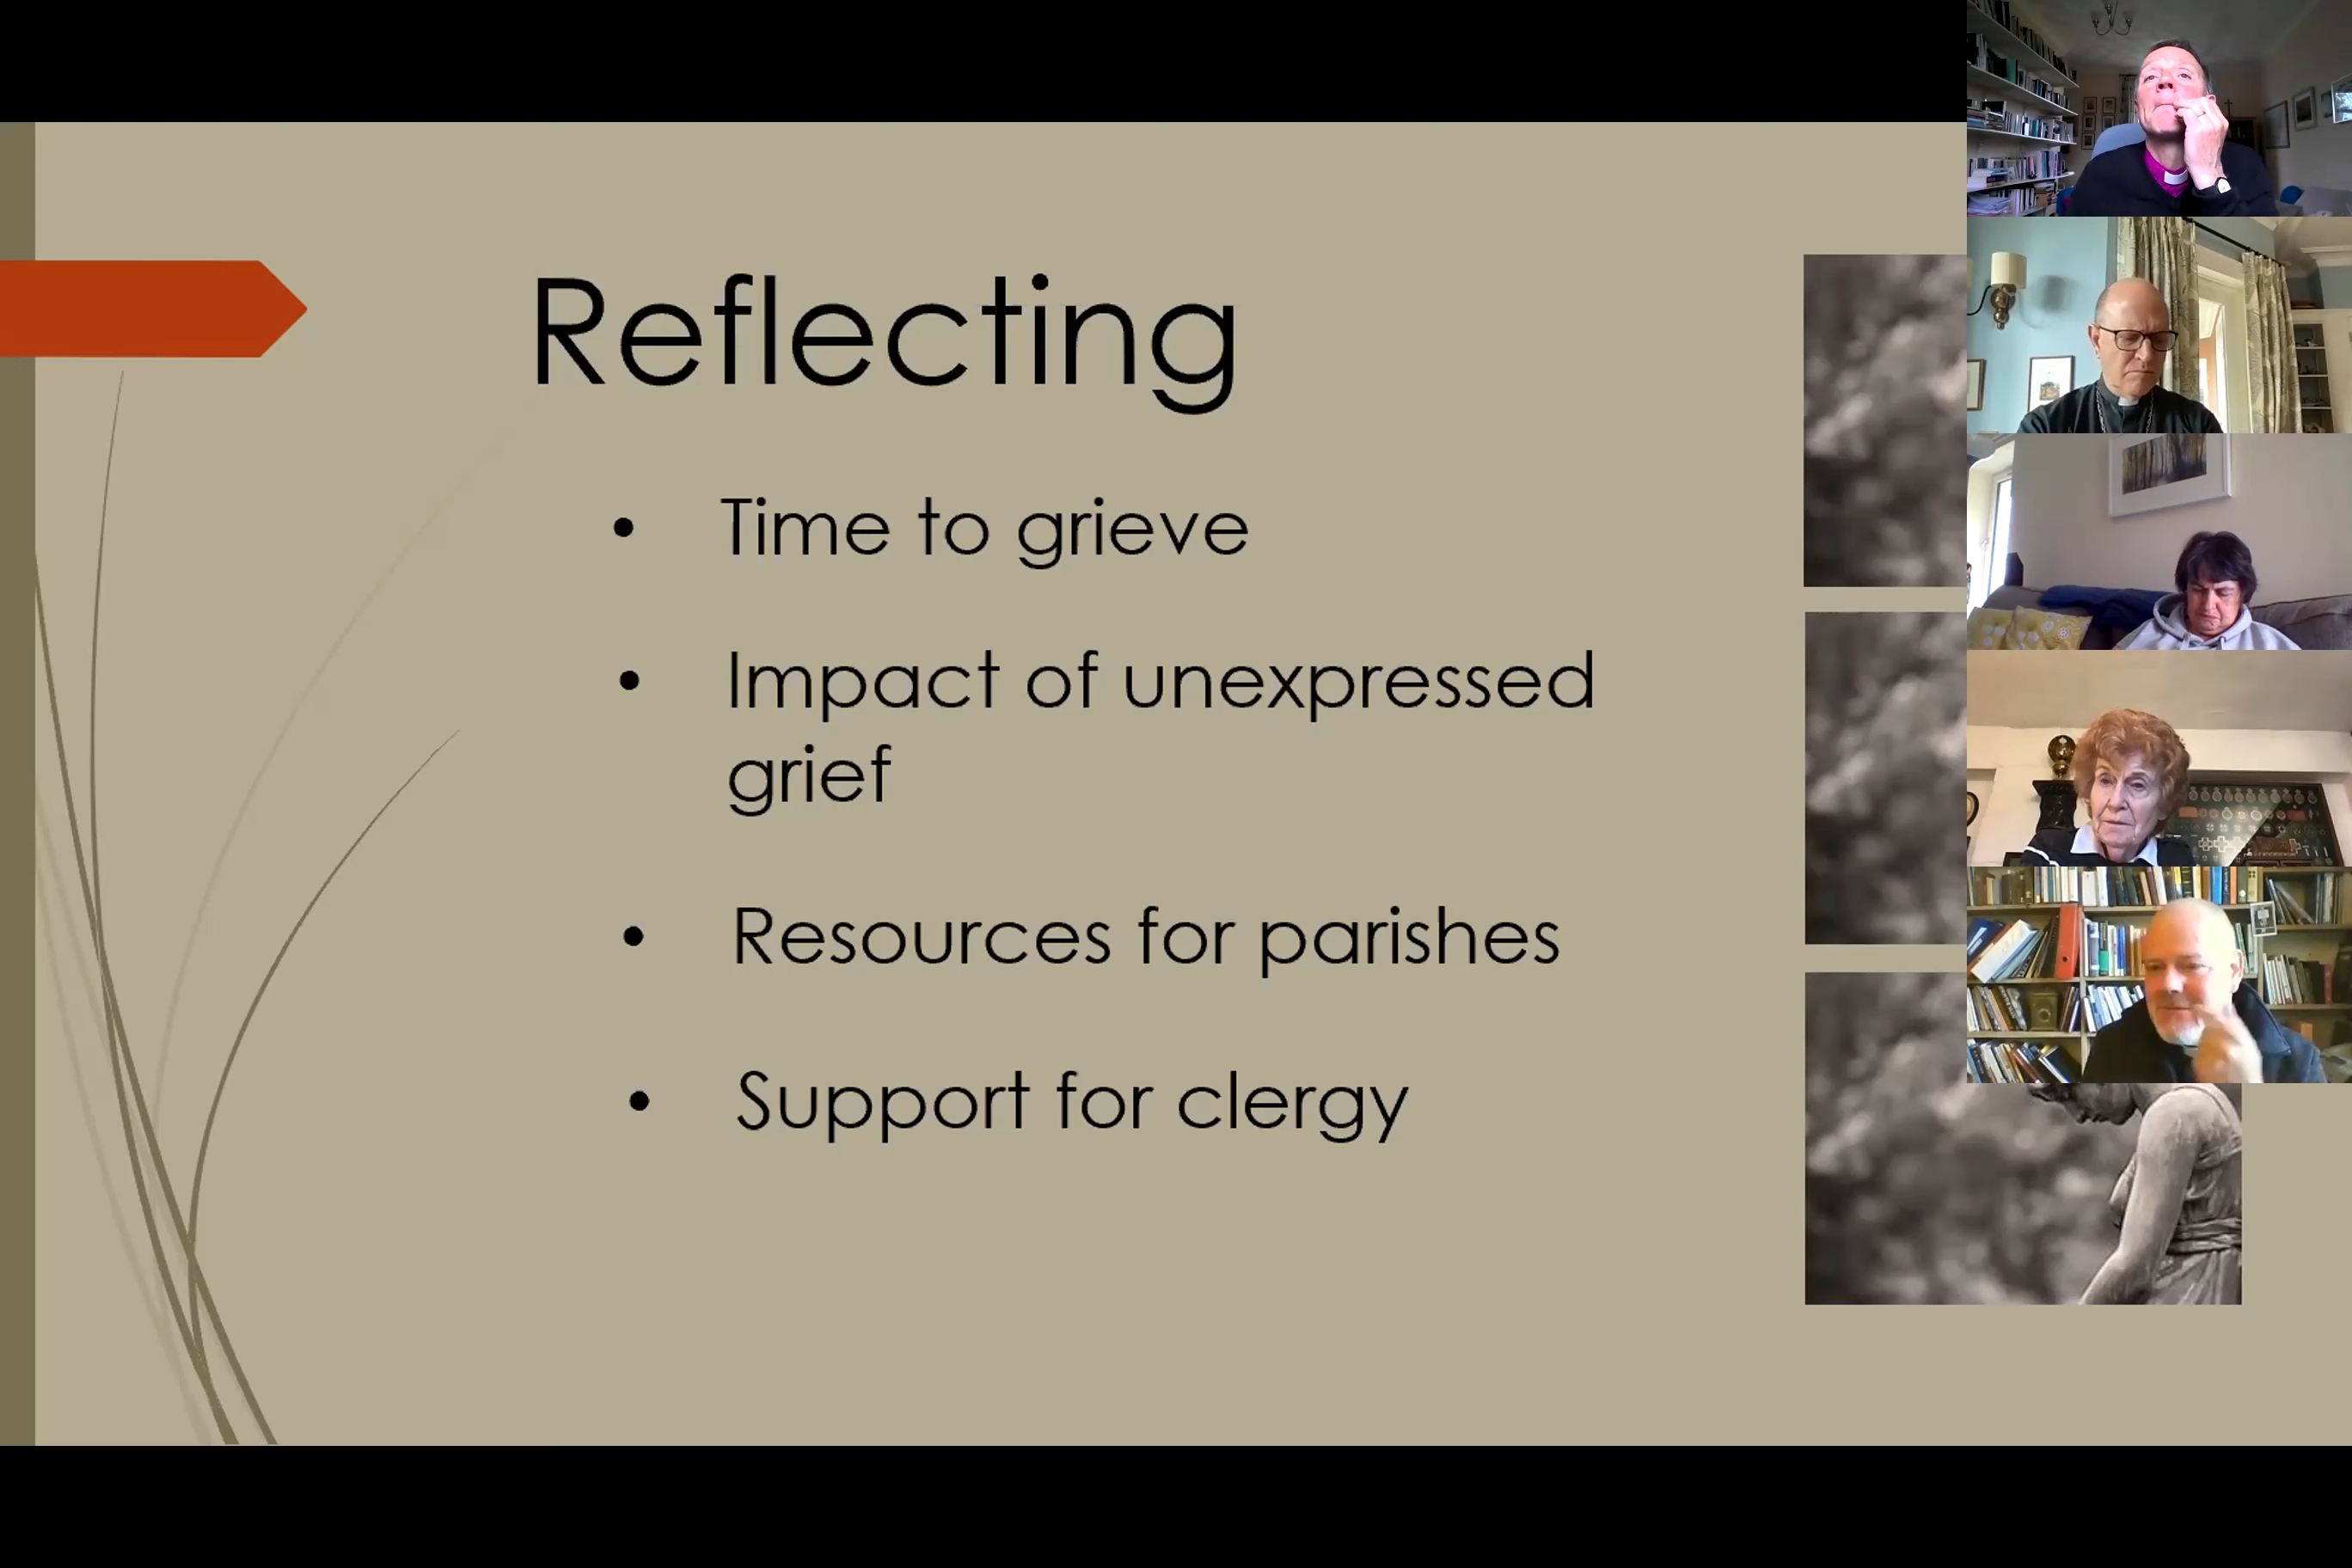 Reflecting
• Time to grieve
• Impact of unexpressed
grief
• Resources for parishes
• Support for clergy